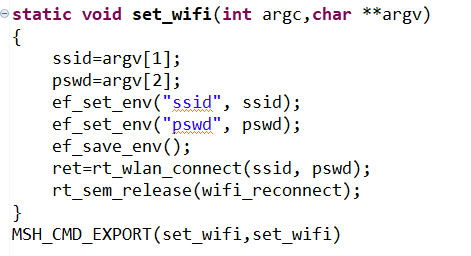 static void set_wifi(int argc,char **argv)
{
    ssid=argv[1];
    pswd=argv[2];
    ef_set_env("ssid", ssid);
    ef_set_env("pswd", pswd);
    ef_save_env();
    ret=rt_wlan_connect(ssid, pswd);
    rt_sem_release(wifi_reconnect);
}
MSH_CMD_EXPORT(set_wifi,set_wifi)